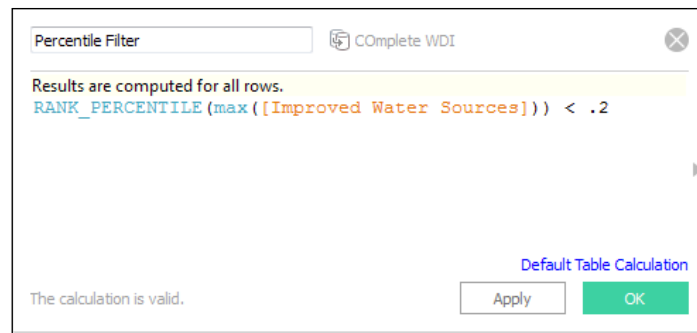 Percentile Filter COmplete WDI
Results are computed for all rows.
RANK_PERCENTILE(max([Improved Water Sources])) < .2
Default Table Calculation
The calculation is valid. Apply OK